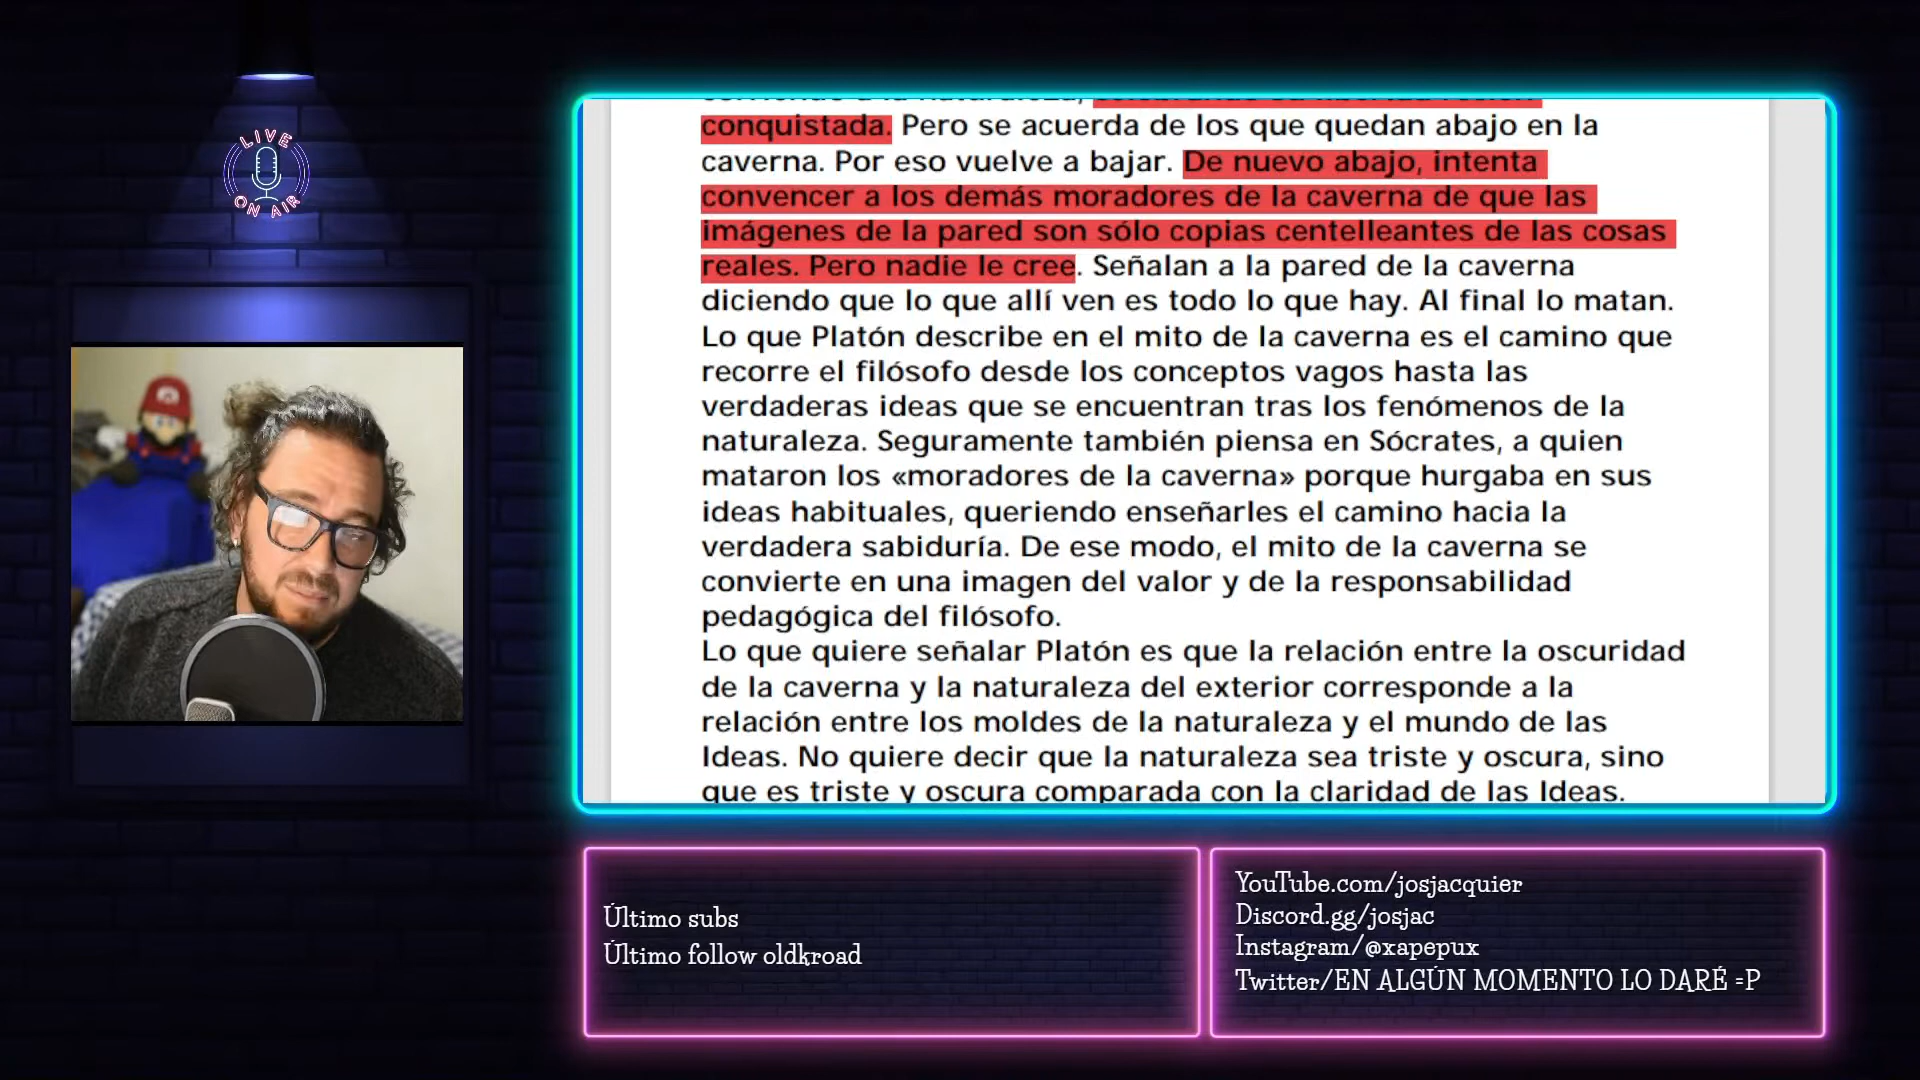 LIVE
ON AIR
conquistada. Pero se acuerda de los que quedan abajo en la
caverna. Por eso vuelve a bajar. De nuevo abajo, intenta
convencer a los demás moradores de la caverna de que las
imágenes de la pared son sólo copias centelleantes de las cosas
reales. Pero nadie le cree. Señalan a la pared de la caverna
diciendo que lo que allí ven es todo lo que hay. Al final lo matan.
Lo que Platón describe en el mito de la caverna es el camino que
recorre el filósofo desde los conceptos vagos hasta las
verdaderas ideas que se encuentran tras los fenómenos de la
naturaleza. Seguramente también piensa en Sócrates, a quien
mataron los «moradores de la caverna» porque hurgaba en sus
ideas habituales, queriendo enseñarles el camino hacia la
verdadera sabiduría. De ese modo, el mito de la caverna se
convierte en una imagen del valor y de la responsabilidad
pedagógica del filósofo.
Lo que quiere señalar Platón es que la relación entre la oscuridad
de la caverna y la naturaleza del exterior corresponde a la
relación entre los moldes de la naturaleza y el mundo de las
Ideas. No quiere decir que la naturaleza sea triste y oscura, sino
que es triste y oscura comparada con la claridad de las Ideas.
Último subs
Último follow oldkroad
YouTube.com/josjacquier
Discord.gg/josjac
Instagram/@xapepux
Twitter/EN ALGÚN MOMENTO LO DARÉ =P